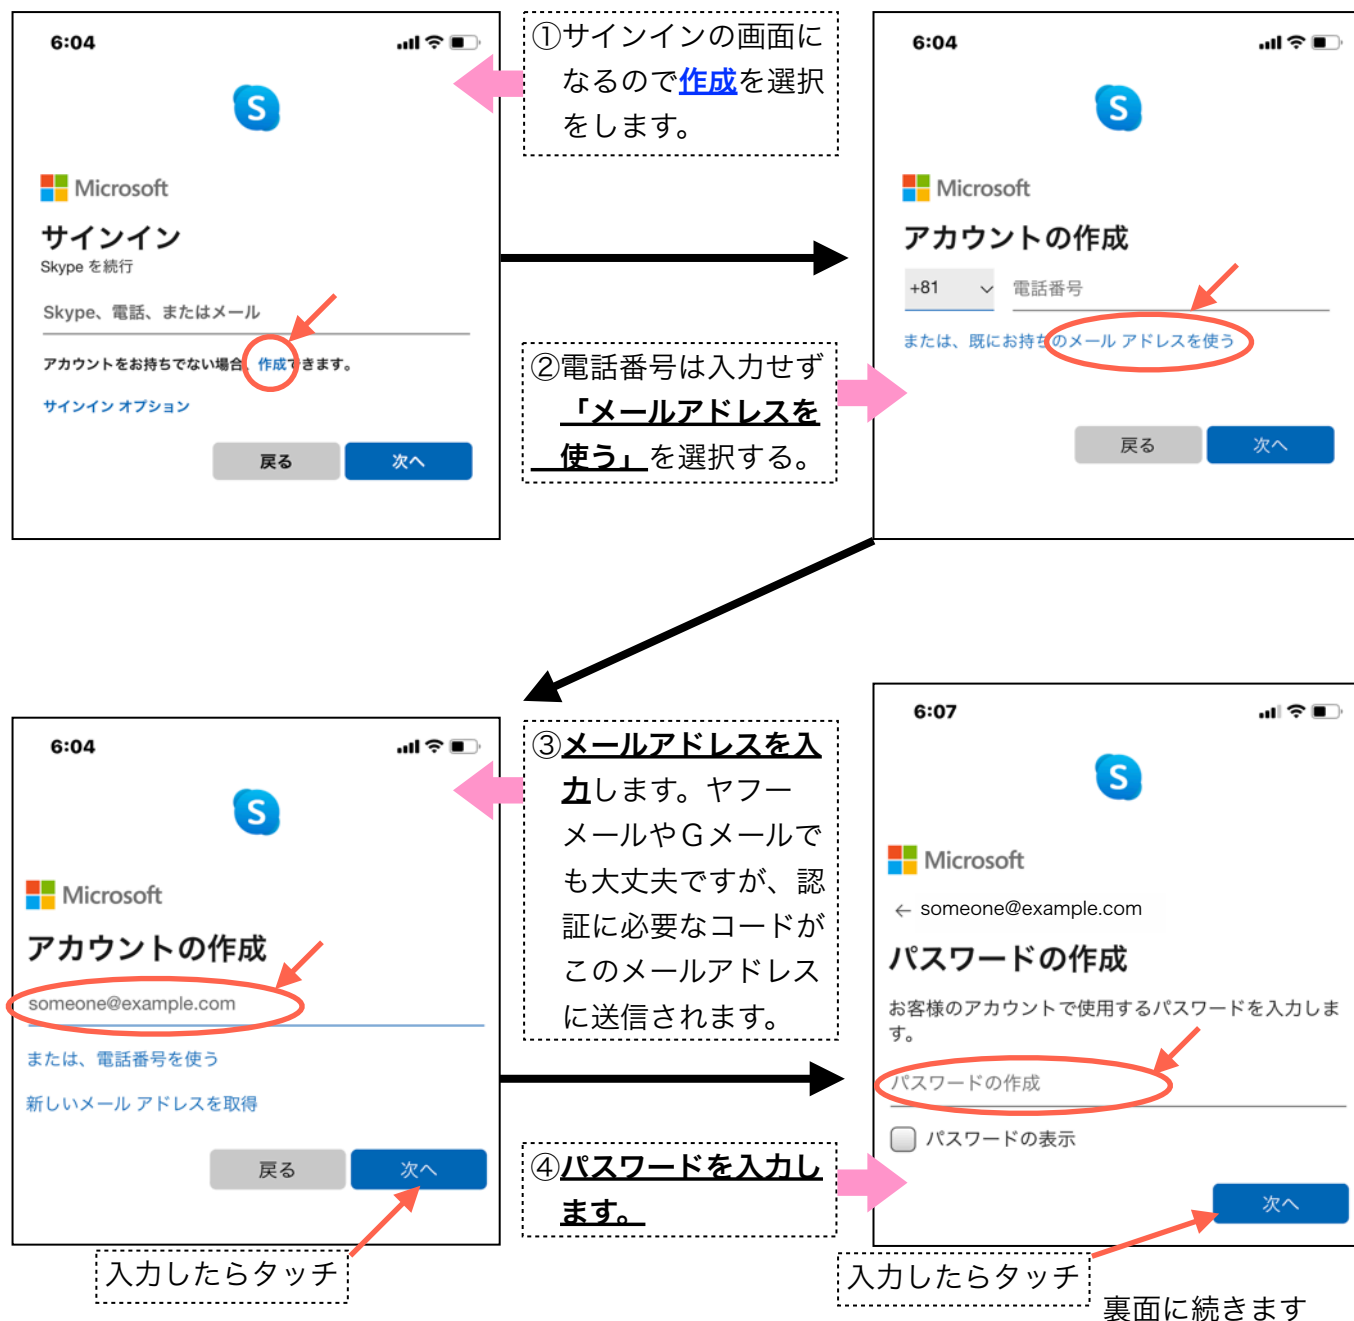 6:04
S
Microsoft
サインイン
Skype を続行
Skype、電話、またはメール
アカウントをお持ちでない場合、作成できます。
サインイン オプション
戻る
次へ
①サインインの画面に
なるので作成を選択
をします。
6:04
S
Microsoft
アカウントの作成
+81
電話番号
または、既にお持ちのメール アドレスを使う
戻る
次へ
②電話番号は入力せず
「メールアドレスを
使う」を選択する。
6:04
S
Microsoft
アカウントの作成
someone@example.com
または、電話番号を使う
新しいメール アドレスを取得
戻る
次へ
入力したらタッチ
③メールアドレスを入
力します。ヤフー
メールやＧメールで
も大丈夫ですが、認
証に必要なコードが
このメールアドレス
に送信されます。
6:07
S
Microsoft
← someone@example.com
パスワードの作成
お客様のアカウントで使用するパスワードを入力しま
す。
パスワードの作成
パスワードの表示
次へ
④パスワードを入力し
ます。
入力したらタッチ
裏面に続きます